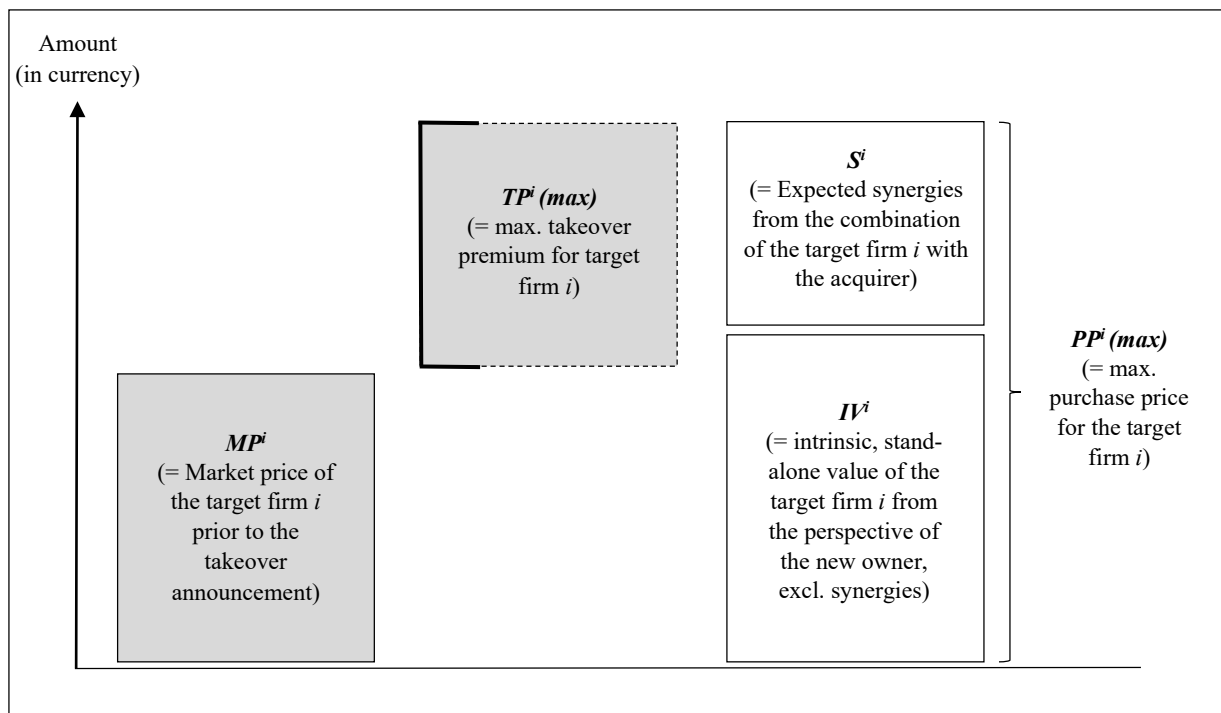 Amount
(in currency)
TPⁱ (max)
(= max. takeover
premium for target
firm i)
Sⁱ
(= Expected synergies
from the combination
of the target firm i with
the acquirer)
MPⁱ
(= Market price of
the target firm i
prior to the
takeover
announcement)
IVⁱ
(= intrinsic, stand-
alone value of the
target firm i from
the perspective of
the new owner,
excl. synergies)
PPⁱ (max)
(= max.
purchase price
for the target
firm i)